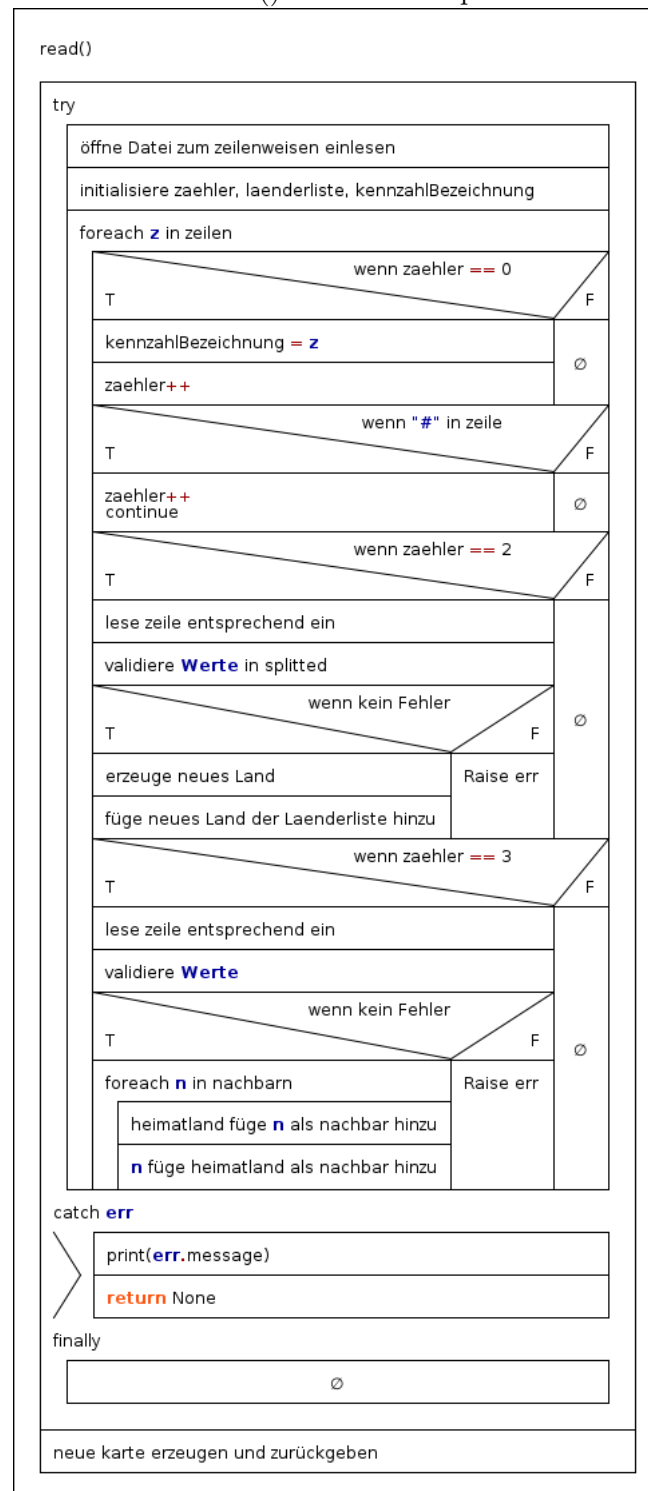 read()
try
öffne Datei zum zeilenweisen einlesen
initialisiere zaehler, laenderliste, kennzahlBezeichnung
foreach z in zeilen
wenn zaehler == 0
T F
kennzahlBezeichnung = z
∅
zaehler++
wenn "#" in zeile
T F
zaehler++
continue
∅
wenn zaehler == 2
T F
lese zeile entsprechend ein
validiere Werte in splitted
wenn kein Fehler
∅
T F
erzeuge neues Land Raise err
füge neues Land der Laenderliste hinzu
wenn zaehler == 3
T F
lese zeile entsprechend ein
validiere Werte
wenn kein Fehler
T F
∅
foreach n in nachbarn Raise err
heimatland füge n als nachbar hinzu
n füge heimatland als nachbar hinzu
catch err
print(err.message)
return None
finally
∅
neue karte erzeugen und zurückgeben